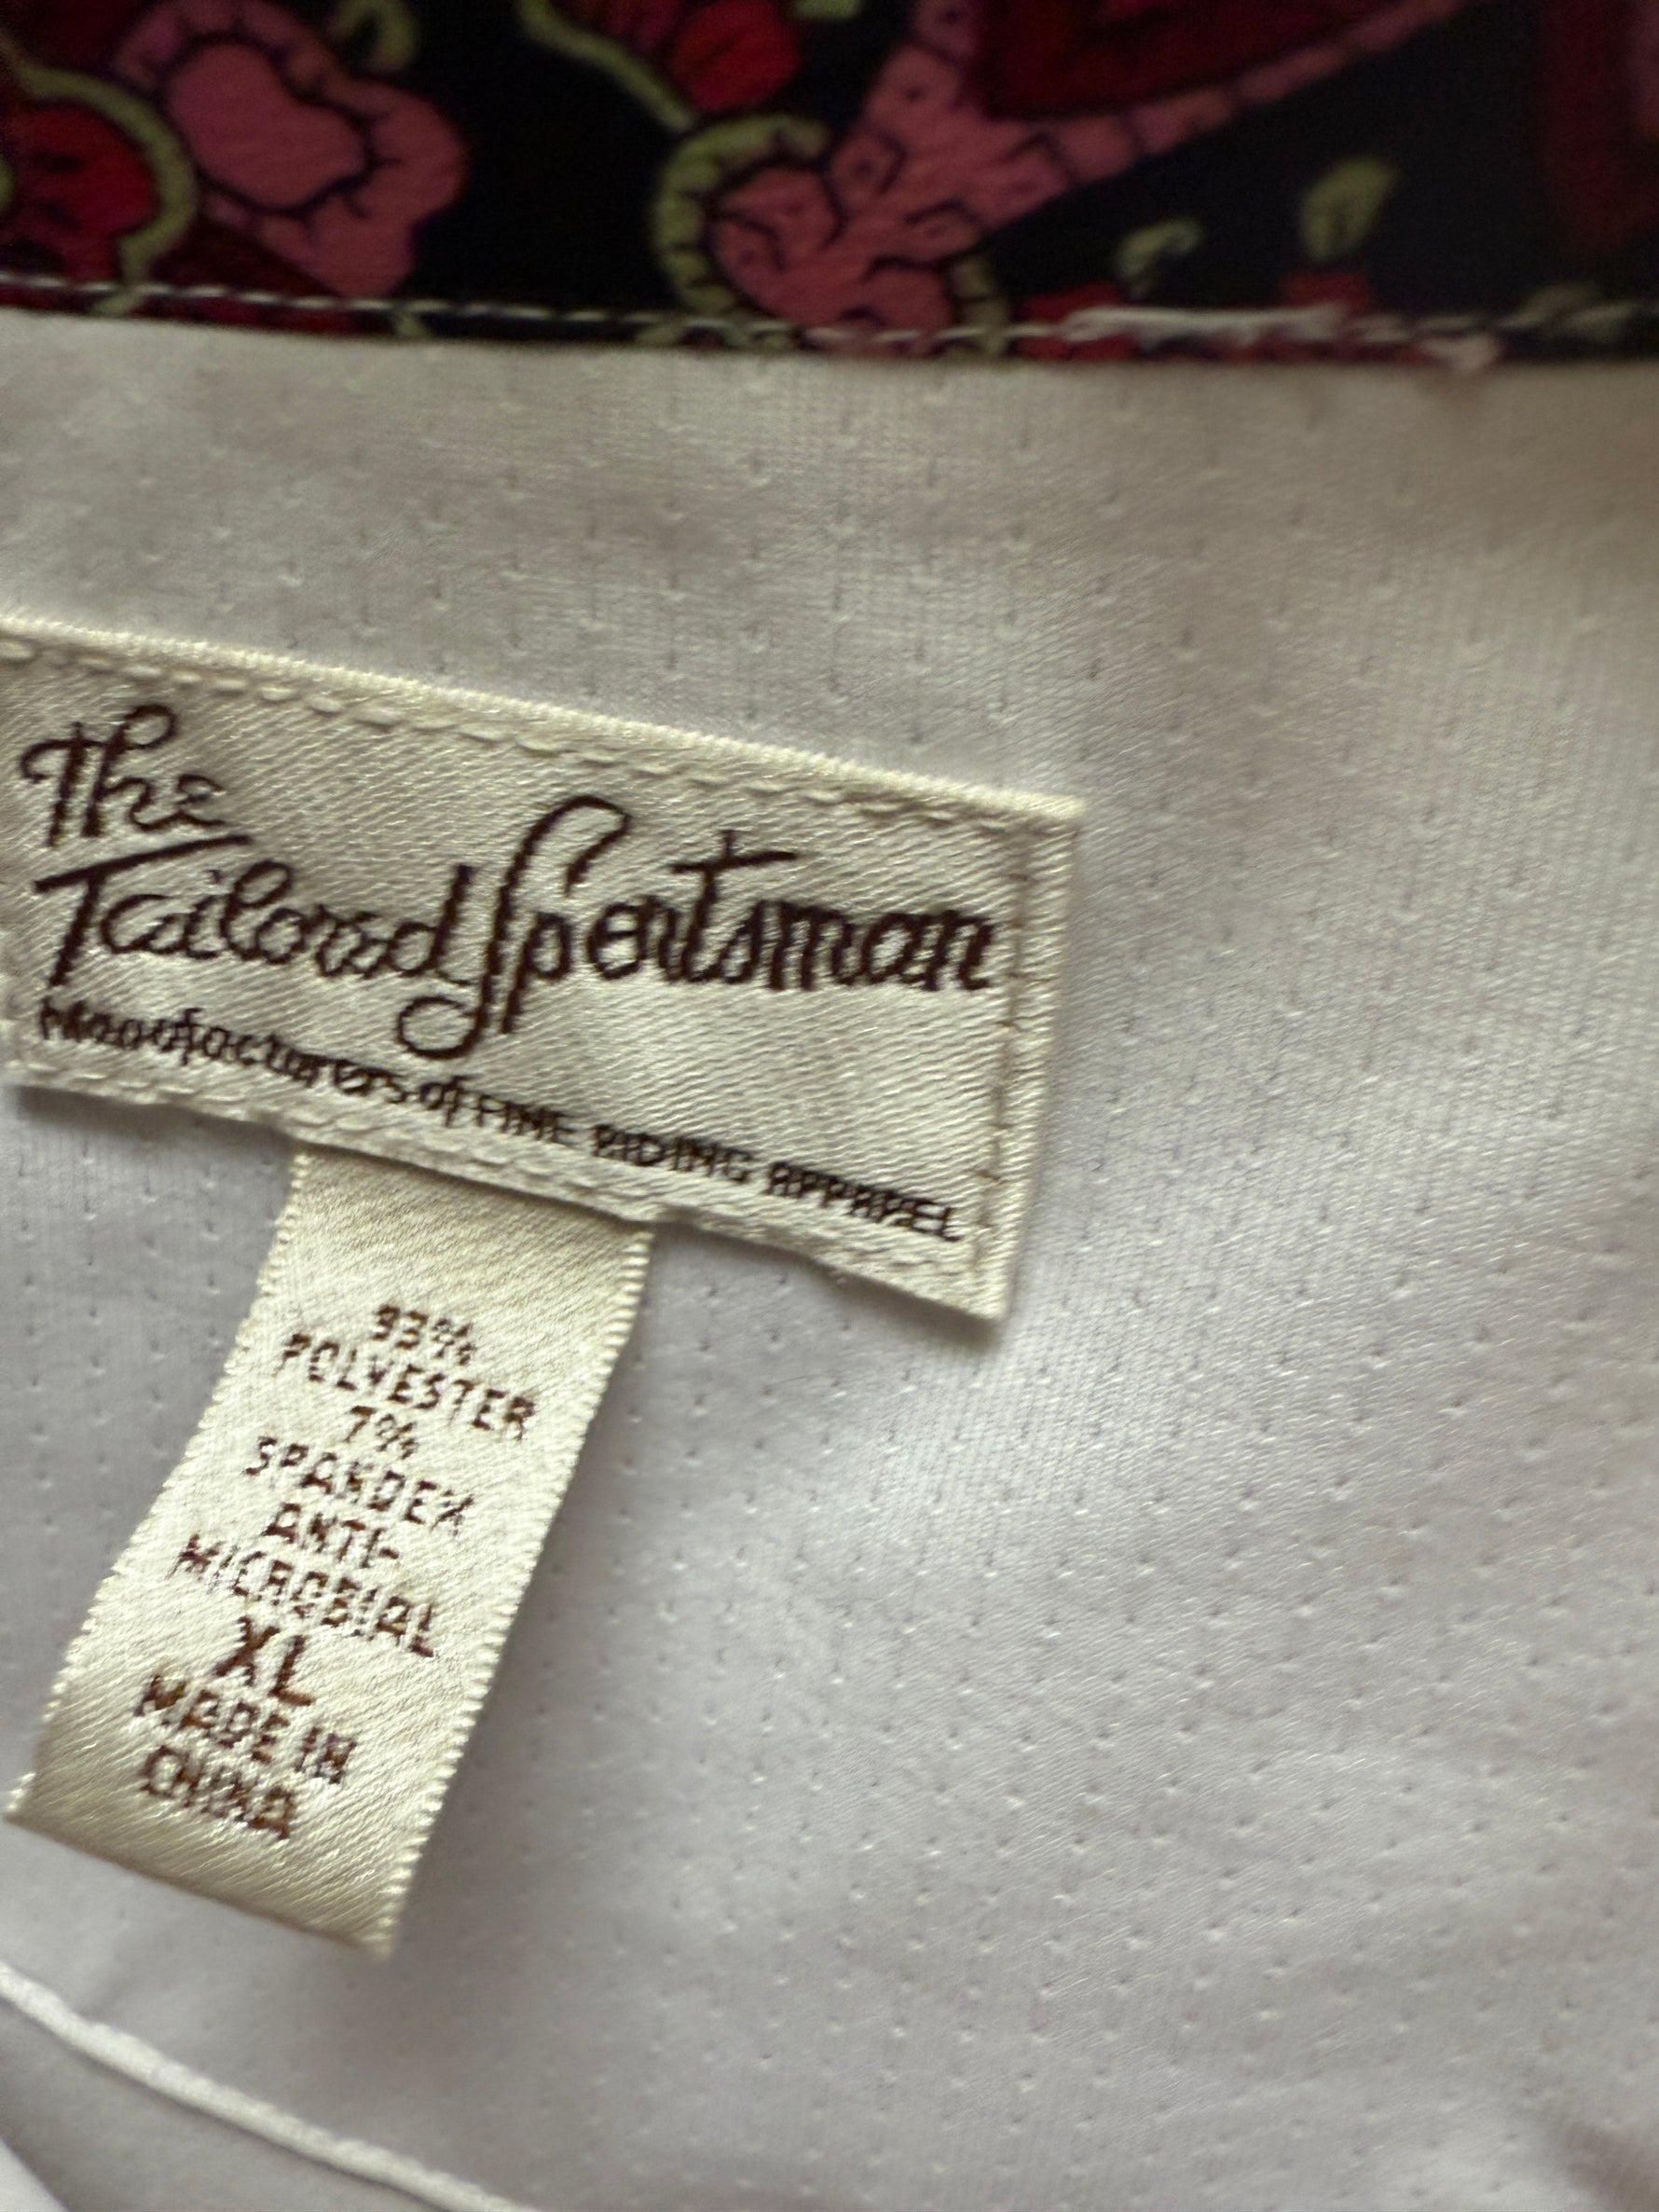 The
Tailored Sportsman
Manufacturers of FINE RIDING APPAREL
93%
POLYESTER
7%
SPANDEX
ANTI-
MICROBIAL
XL
MADE IN
CHINA